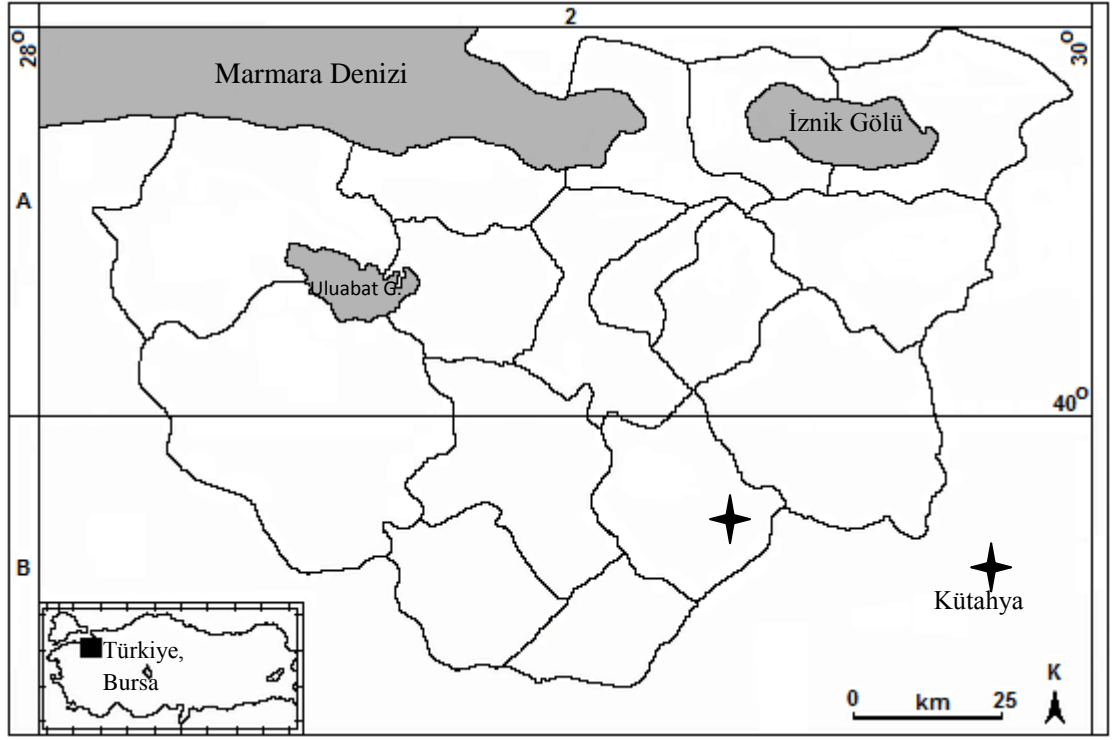 2
28°
30°
Marmara Denizi
İznik Gölü
A
Uluabat G.
40°
B
Kütahya
Türkiye,
Bursa
0 km 25
K